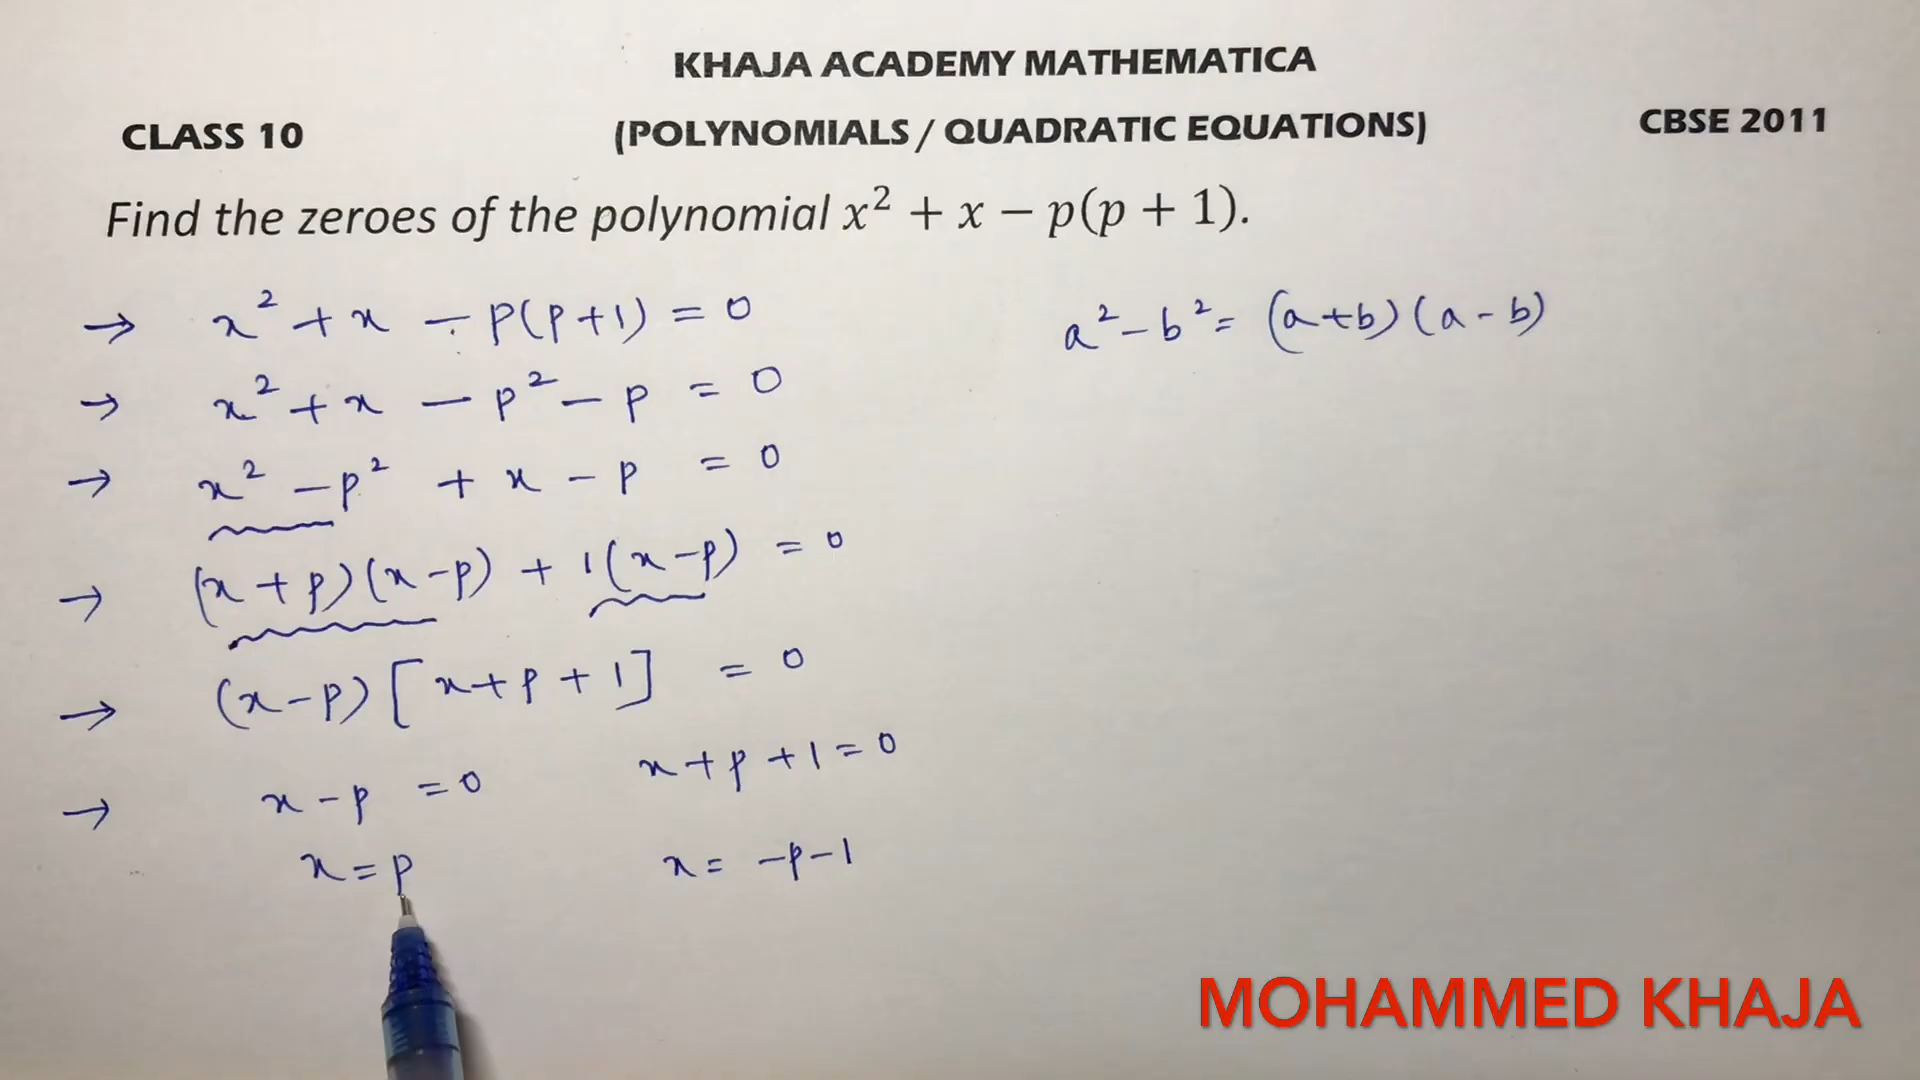 KHAJA ACADEMY MATHEMATICA
CLASS 10 (POLYNOMIALS / QUADRATIC EQUATIONS) CBSE 2011
Find the zeroes of the polynomial x² + x − p(p + 1).
→ x² + x − p(p+1) = 0 a² − b² = (a+b)(a−b)
→ x² + x − p² − p = 0
→ x² − p² + x − p = 0
→ (x+p)(x−p) + 1(x−p) = 0
→ (x−p)[x+p+1] = 0
→ x−p = 0 x+p+1 = 0
x = p x = −p−1
MOHAMMED KHAJA